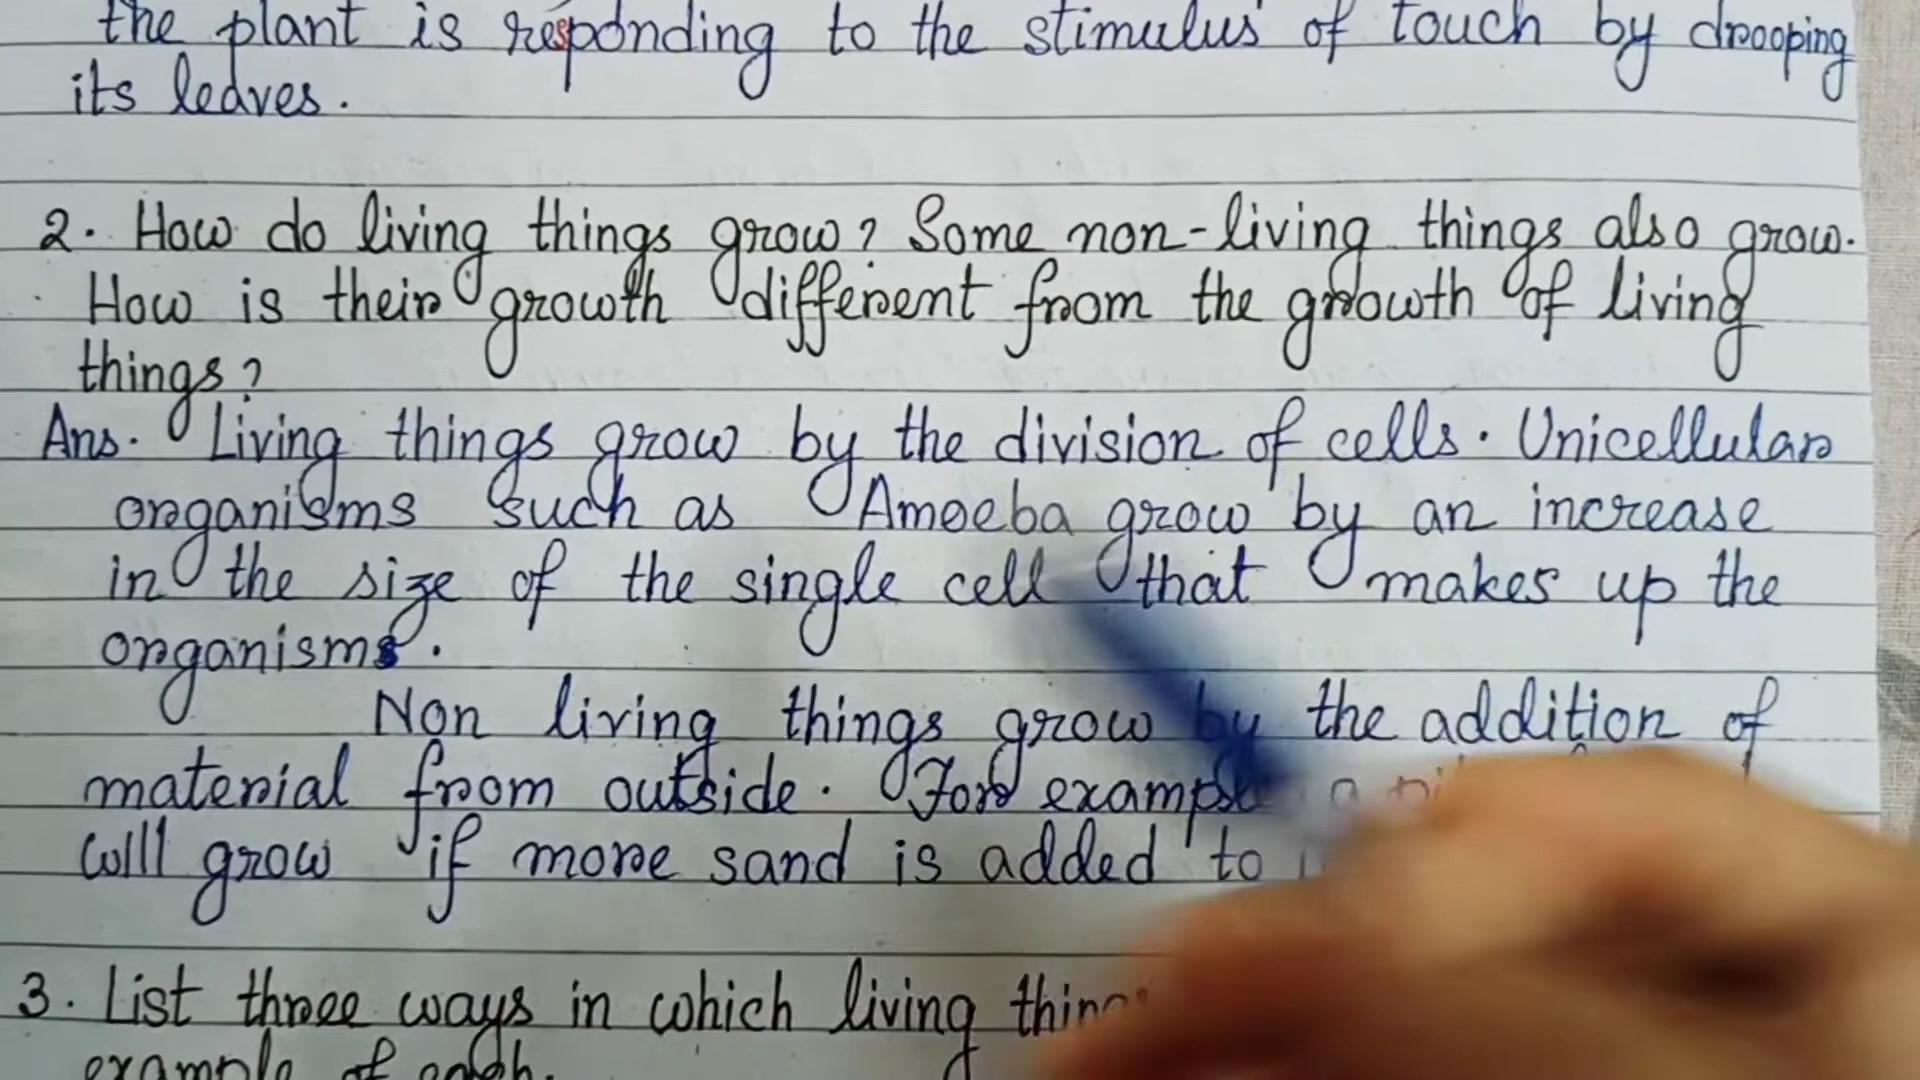 the plant is responding to the stimulus of touch by drooping
its leaves.
2. How do living things grow? Some non-living things also grow.
How is their growth different from the growth of living
things?
Ans. Living things grow by the division of cells. Unicellular
organisms such as Amoeba grow by an increase
in the size of the single cell that makes up the
organisms.
Non living things grow by the addition of
material from outside. For example a
will grow if more sand is added to
3. List three ways in which living things
example of each.